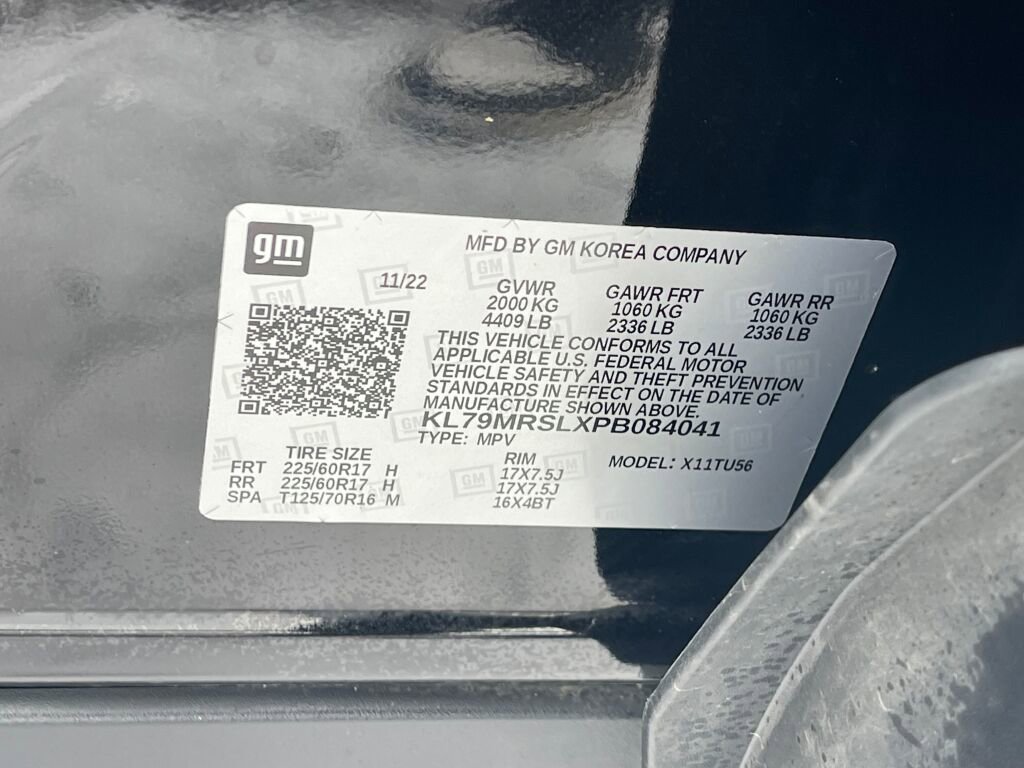 gm
MFD BY GM KOREA COMPANY
11/22
GVWR
2000 KG
4409 LB
GAWR FRT
1060 KG
2336 LB
GAWR RR
1060 KG
2336 LB
THIS VEHICLE CONFORMS TO ALL
APPLICABLE U.S. FEDERAL MOTOR
VEHICLE SAFETY AND THEFT PREVENTION
STANDARDS IN EFFECT ON THE DATE OF
MANUFACTURE SHOWN ABOVE.
KL79MRSLXPB084041
TYPE: MPV
MODEL: X11TU56
TIRE SIZE RIM
FRT 225/60R17 H 17X7.5J
RR 225/60R17 H 17X7.5J
SPA T125/70R16 M 16X4BT